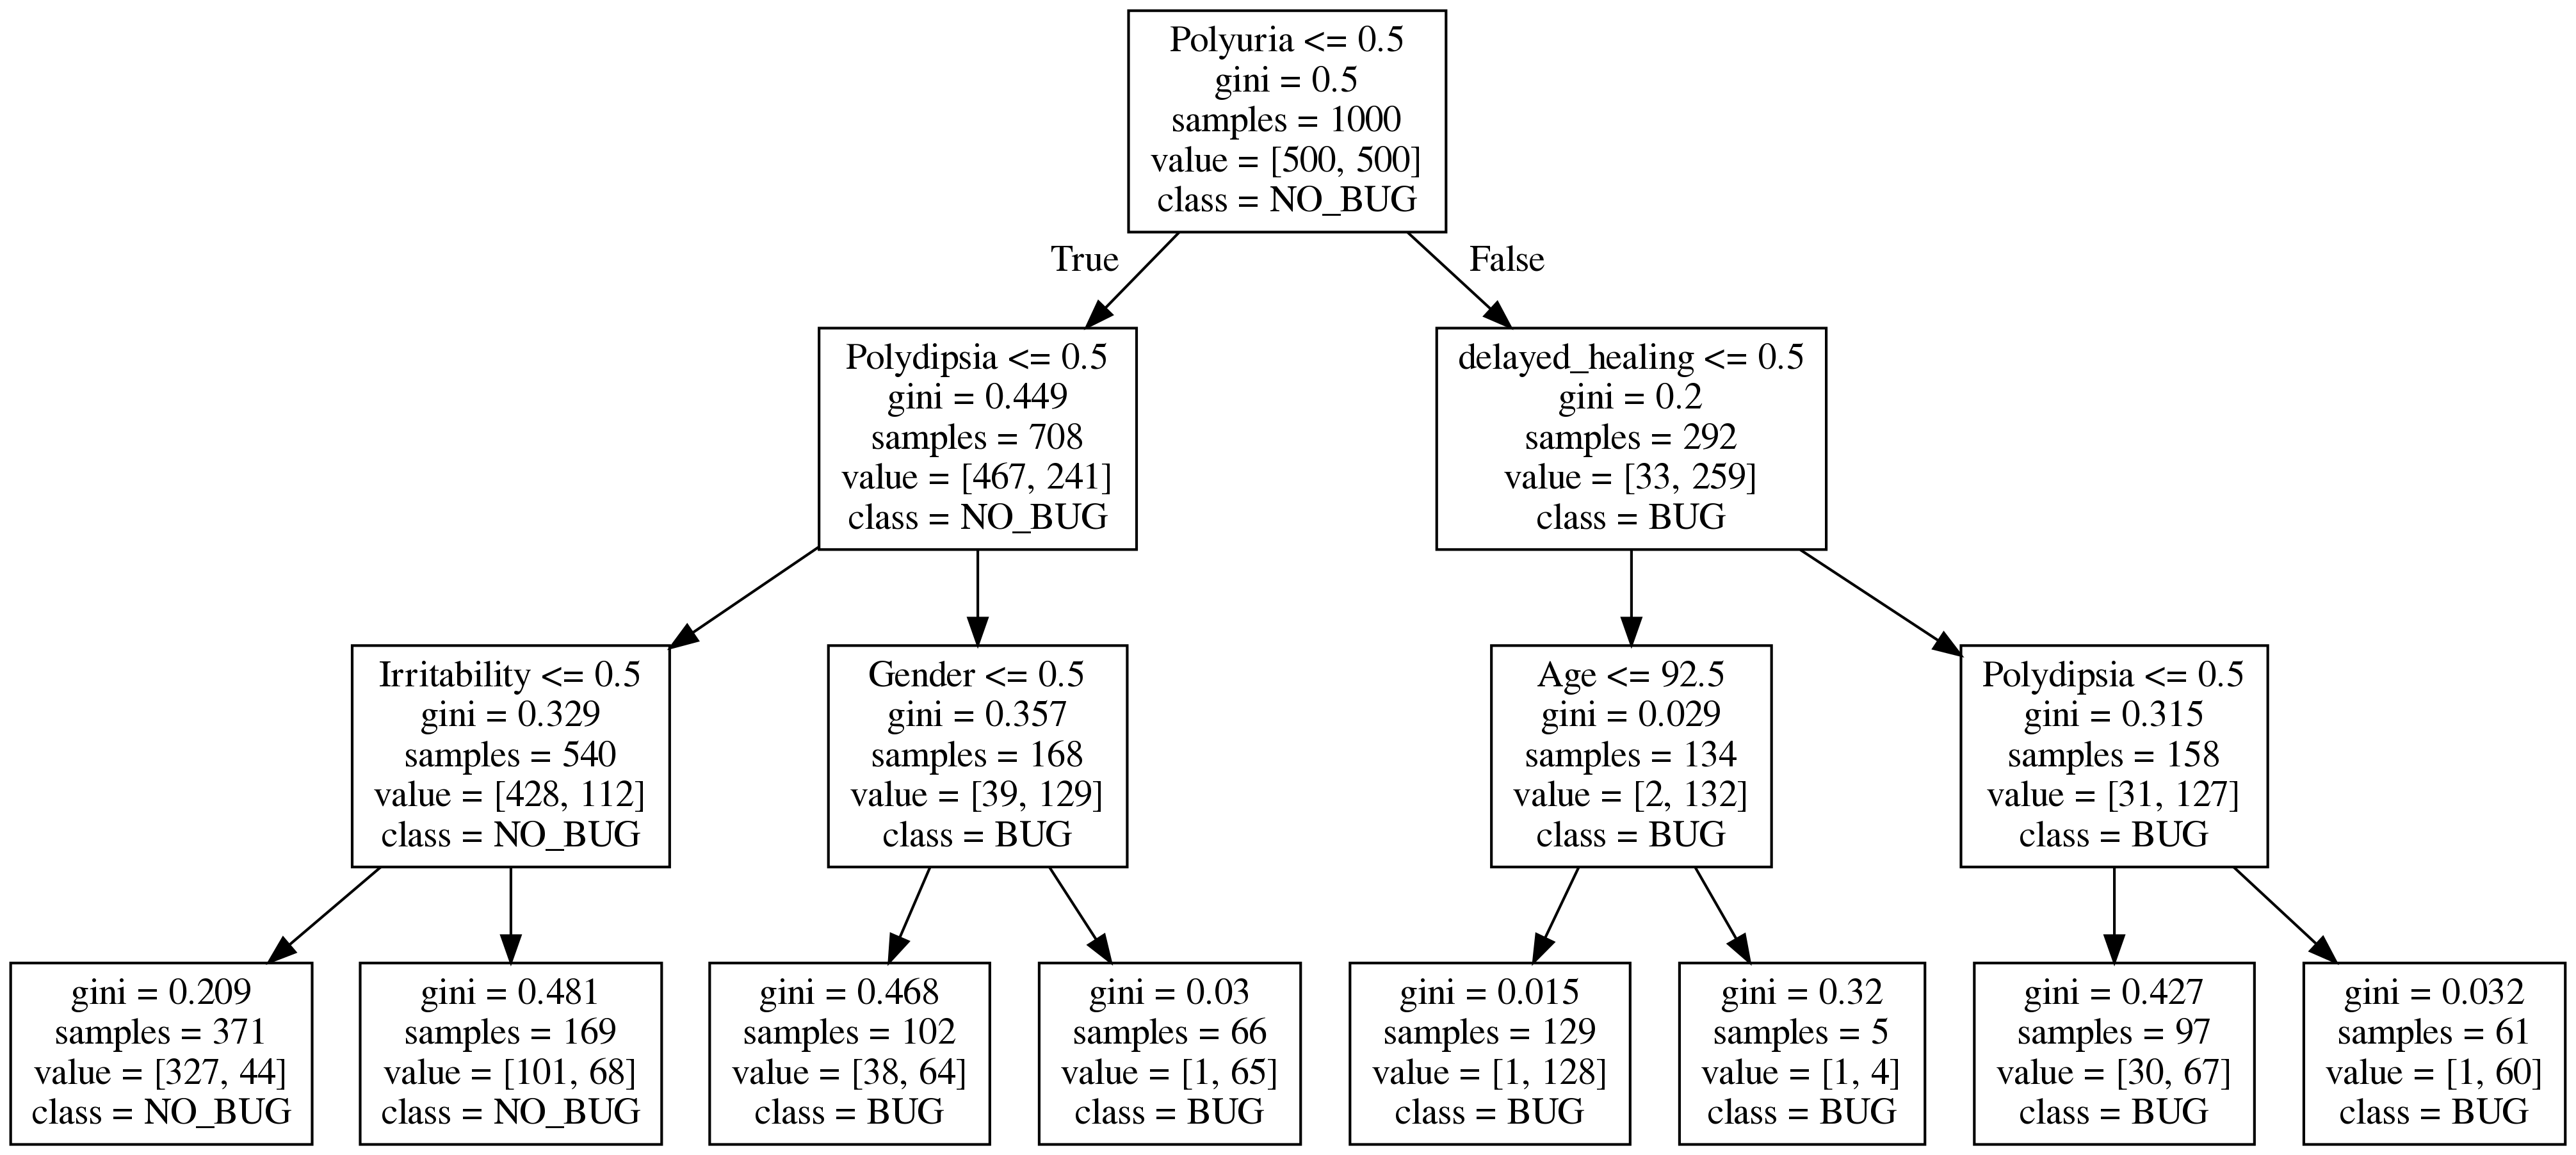 Polyuria <= 0.5
gini = 0.5
samples = 1000
value = [500, 500]
class = NO_BUG
True
False
Polydipsia <= 0.5
gini = 0.449
samples = 708
value = [467, 241]
class = NO_BUG
delayed_healing <= 0.5
gini = 0.2
samples = 292
value = [33, 259]
class = BUG
Irritability <= 0.5
gini = 0.329
samples = 540
value = [428, 112]
class = NO_BUG
Gender <= 0.5
gini = 0.357
samples = 168
value = [39, 129]
class = BUG
Age <= 92.5
gini = 0.029
samples = 134
value = [2, 132]
class = BUG
Polydipsia <= 0.5
gini = 0.315
samples = 158
value = [31, 127]
class = BUG
gini = 0.209
samples = 371
value = [327, 44]
class = NO_BUG
gini = 0.481
samples = 169
value = [101, 68]
class = NO_BUG
gini = 0.468
samples = 102
value = [38, 64]
class = BUG
gini = 0.03
samples = 66
value = [1, 65]
class = BUG
gini = 0.015
samples = 129
value = [1, 128]
class = BUG
gini = 0.32
samples = 5
value = [1, 4]
class = BUG
gini = 0.427
samples = 97
value = [30, 67]
class = BUG
gini = 0.032
samples = 61
value = [1, 60]
class = BUG